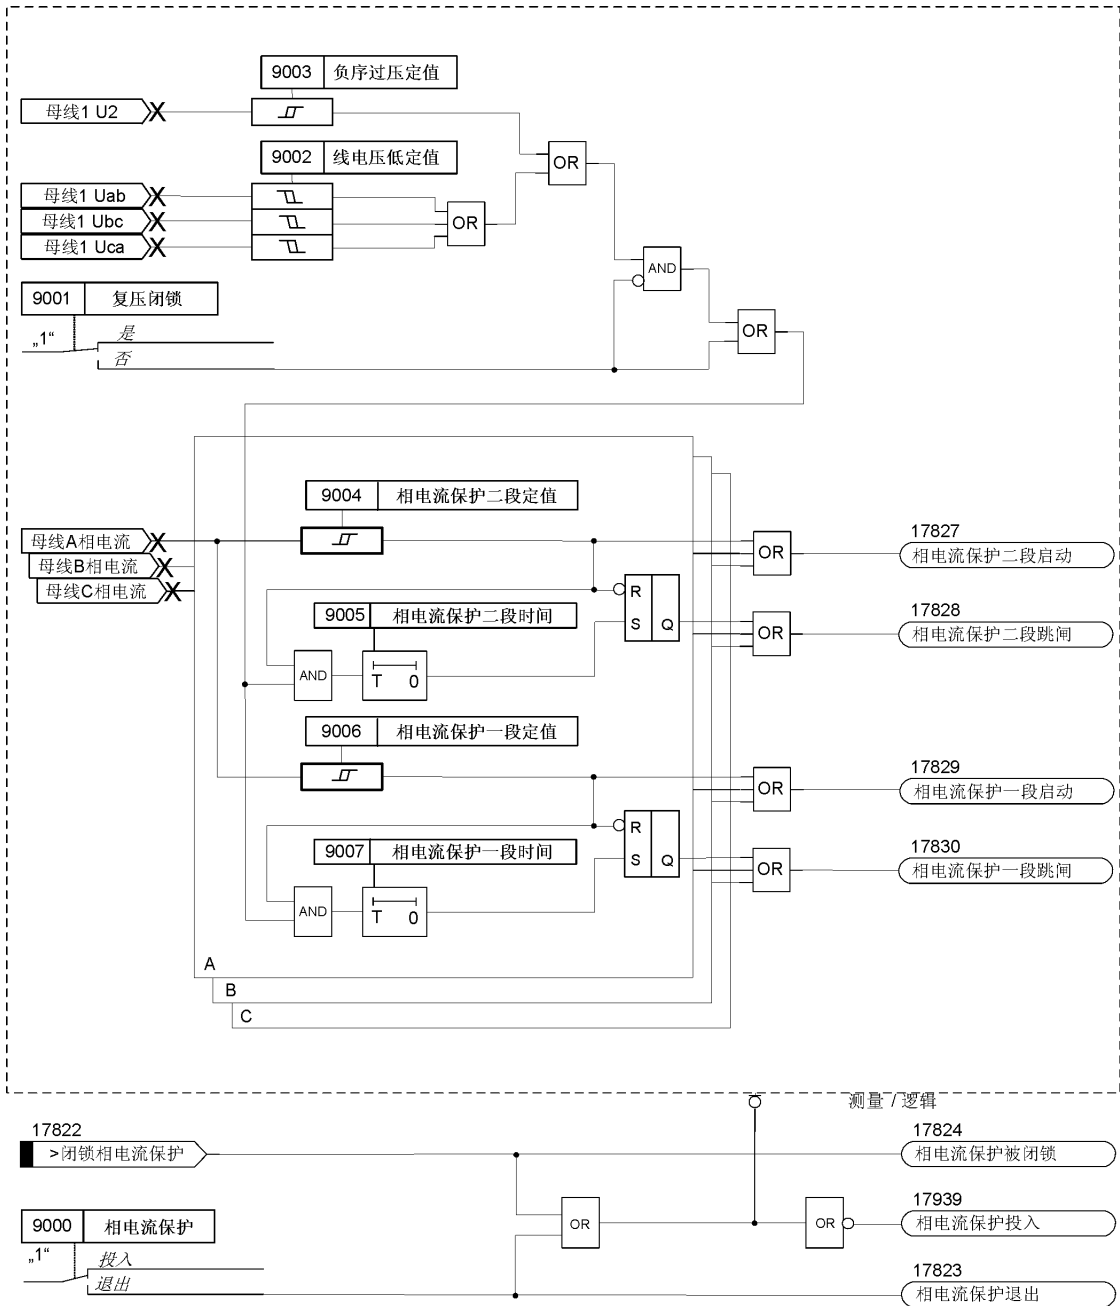 9003 负序过压定值
母线1 U2
OR
9002 线电压低定值
母线1 Uab
母线1 Ubc
母线1 Uca
OR
AND
9001 复压闭锁
„1“
是
否
OR
9004 相电流保护二段定值
母线A相电流
母线B相电流
母线C相电流
OR
17827
相电流保护二段启动
R
S Q
9005 相电流保护二段时间
OR
17828
相电流保护二段跳闸
AND
T 0
9006 相电流保护一段定值
OR
17829
相电流保护一段启动
R
S Q
9007 相电流保护一段时间
OR
17830
相电流保护一段跳闸
AND
T 0
A
B
C
测量 / 逻辑
17822
>闭锁相电流保护
17824
相电流保护被闭锁
9000 相电流保护
„1“
投入
退出
OR
OR
17939
相电流保护投入
17823
相电流保护退出